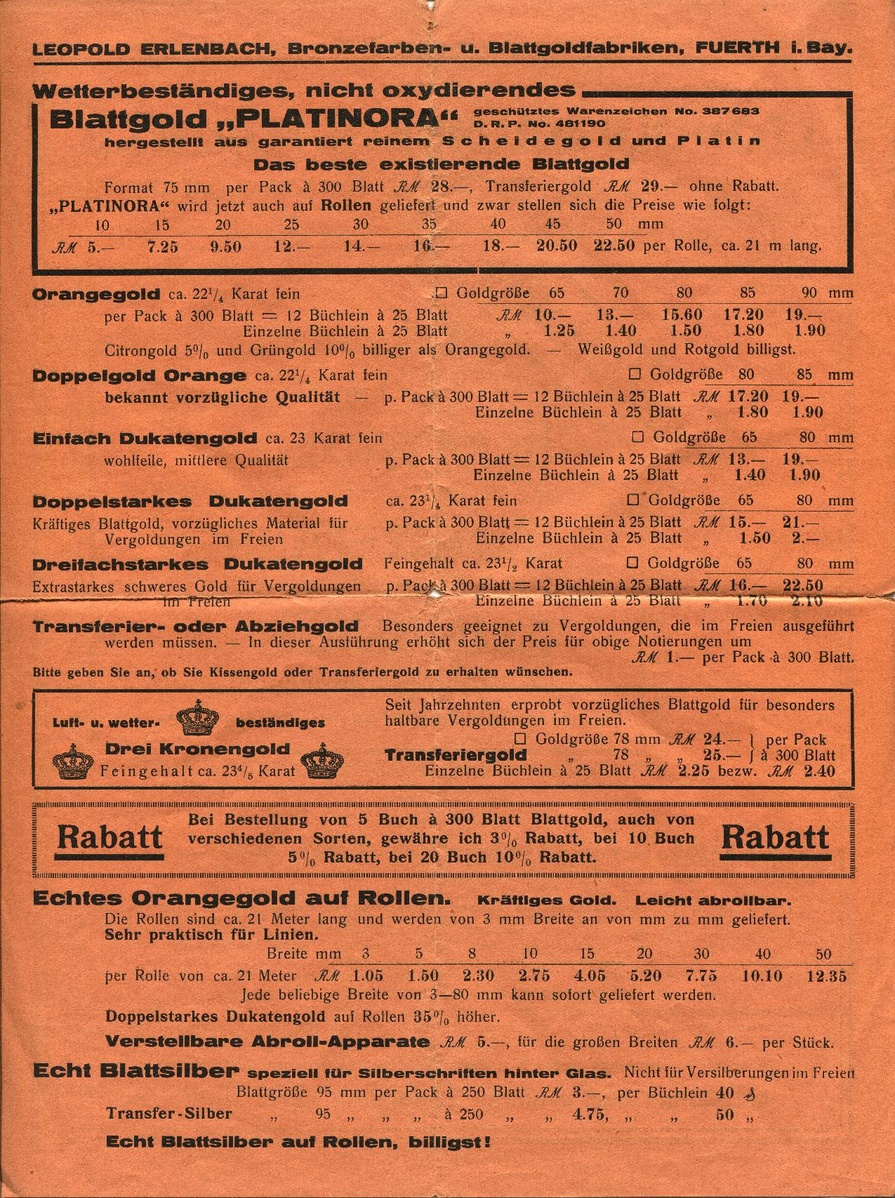 LEOPOLD ERLENBACH, Bronzefarben- u. Blattgoldfabriken, FUERTH i. Bay.
Wetterbeständiges, nicht oxydierendes
Blattgold „PLATINORA“ geschütztes Warenzeichen No. 387683
D. R. P. No. 481190
hergestellt aus garantiert reinem Scheidegold und Platin
Das beste existierende Blattgold
Format 75 mm per Pack à 300 Blatt RM 28.—, Transferiergold RM 29.— ohne Rabatt.
„PLATINORA“ wird jetzt auch auf Rollen geliefert und zwar stellen sich die Preise wie folgt:
10 15 20 25 30 35 40 45 50 mm
RM 5.— 7.25 9.50 12.— 14.— 16.— 18.— 20.50 22.50 per Rolle, ca. 21 m lang.
Orangegold ca. 22¹/₄ Karat fein □ Goldgröße 65 70 80 85 90 mm
per Pack à 300 Blatt = 12 Büchlein à 25 Blatt RM 10.— 13.— 15.60 17.20 19.—
Einzelne Büchlein à 25 Blatt „ 1.25 1.40 1.50 1.80 1.90
Citrongold 5% und Grüngold 10% billiger als Orangegold. — Weißgold und Rotgold billigst.
Doppelgold Orange ca. 22¹/₄ Karat fein □ Goldgröße 80 85 mm
bekannt vorzügliche Qualität — p. Pack à 300 Blatt = 12 Büchlein à 25 Blatt RM 17.20 19.—
Einzelne Büchlein à 25 Blatt „ 1.80 1.90
Einfach Dukatengold ca. 23 Karat fein □ Goldgröße 65 80 mm
wohlfeile, mittlere Qualität p. Pack à 300 Blatt = 12 Büchlein à 25 Blatt RM 13.— 19.—
Einzelne Büchlein à 25 Blatt „ 1.40 1.90
Doppelstarkes Dukatengold ca. 23¹/₄ Karat fein □ Goldgröße 65 80 mm
Kräftiges Blattgold, vorzügliches Material für p. Pack à 300 Blatt = 12 Büchlein à 25 Blatt RM 15.— 21.—
Vergoldungen im Freien Einzelne Büchlein à 25 Blatt „ 1.50 2.—
Dreifachstarkes Dukatengold Feingehalt ca. 23¹/₂ Karat □ Goldgröße 65 80 mm
Extrastarkes schweres Gold für Vergoldungen p. Pack à 300 Blatt = 12 Büchlein à 25 Blatt RM 16.— 22.50
im Freien Einzelne Büchlein à 25 Blatt „ 1.70 2.10
Transferier- oder Abziehgold Besonders geeignet zu Vergoldungen, die im Freien ausgeführt
werden müssen. — In dieser Ausführung erhöht sich der Preis für obige Notierungen um
RM 1.— per Pack à 300 Blatt.
Bitte geben Sie an, ob Sie Kissengold oder Transferiergold zu erhalten wünschen.
Luft- u. wetter- beständiges
Drei Kronengold
Feingehalt ca. 23⁴/₅ Karat
Seit Jahrzehnten erprobt vorzügliches Blattgold für besonders
haltbare Vergoldungen im Freien.
□ Goldgröße 78 mm RM 24.— } per Pack
Transferiergold „ 78 „ „ 25.— } à 300 Blatt
Einzelne Büchlein à 25 Blatt RM 2.25 bezw. RM 2.40
Rabatt
Bei Bestellung von 5 Buch à 300 Blatt Blattgold, auch von
verschiedenen Sorten, gewähre ich 3% Rabatt, bei 10 Buch
5% Rabatt, bei 20 Buch 10% Rabatt.
Rabatt
Echtes Orangegold auf Rollen. Kräftiges Gold. Leicht abrollbar.
Die Rollen sind ca. 21 Meter lang und werden von 3 mm Breite an von mm zu mm geliefert.
Sehr praktisch für Linien.
Breite mm 3 5 8 10 15 20 30 40 50
per Rolle von ca. 21 Meter RM 1.05 1.50 2.30 2.75 4.05 5.20 7.75 10.10 12.35
Jede beliebige Breite von 3—80 mm kann sofort geliefert werden.
Doppelstarkes Dukatengold auf Rollen 35% höher.
Verstellbare Abroll-Apparate RM 5.—, für die großen Breiten RM 6.— per Stück.
Echt Blattsilber speziell für Silberschriften hinter Glas. Nicht für Versilberungen im Freien
Blattgröße 95 mm per Pack à 250 Blatt RM 3.—, per Büchlein 40 ₰
Transfer-Silber „ 95 „ „ „ à 250 „ „ 4.75, „ „ 50 „
Echt Blattsilber auf Rollen, billigst!